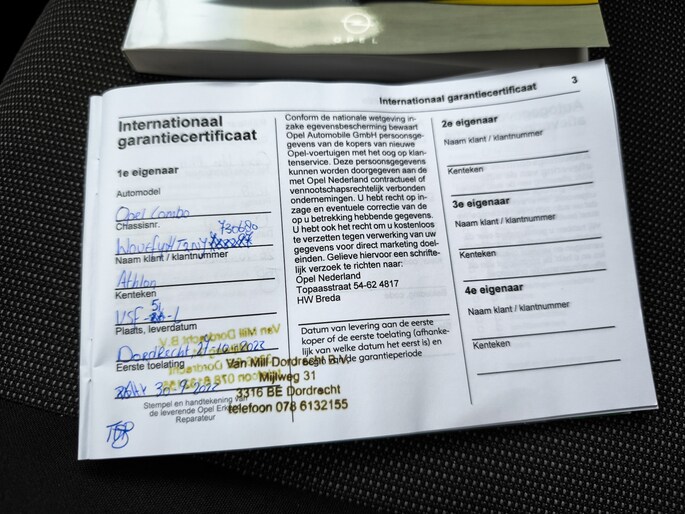 OPEL
Internationaal garantiecertificaat
3
Internationaal
garantiecertificaat
1e eigenaar
Automodel
Opel Combo
Chassisnr.
730680
Naam klant / klantnummer
Athlon
Kenteken
VSF-51-L
Plaats, leverdatum
Dordrecht
Eerste toelating
Stempel en handtekening van
de leverende Opel
Reparateur
Conform de nationale wetgeving in-
zake egevensbescherming bewaart
Opel Automobile GmbH persoonsge-
gevens van de kopers van nieuwe
Opel-voertuigen met het oog op klan-
tenservice. Deze persoonsgegevens
kunnen worden doorgegeven aan de
met Opel Nederland contractueel of
vennootschapsrechtelijk verbonden
ondernemingen. U hebt recht op in-
zage en eventuele correctie van de
op u betrekking hebbende gegevens.
U hebt ook het recht om u kosteloos
te verzetten tegen verwerking van uw
gegevens voor direct marketing doel-
einden. Gelieve hiervoor een schrifte-
lijk verzoek te richten naar:
Opel Nederland
Topaasstraat 54-62 4817
HW Breda
Datum van levering aan de eerste
koper of de eerste toelating (afhanke-
lijk van welke datum het eerst is) en
de garantieperiode
Van Mill Dordrecht B.V.
Mijlweg 31
3316 BE Dordrecht
telefoon 078 6132155
2e eigenaar
Naam klant / klantnummer
Kenteken
3e eigenaar
Naam klant / klantnummer
Kenteken
4e eigenaar
Naam klant / klantnummer
Kenteken